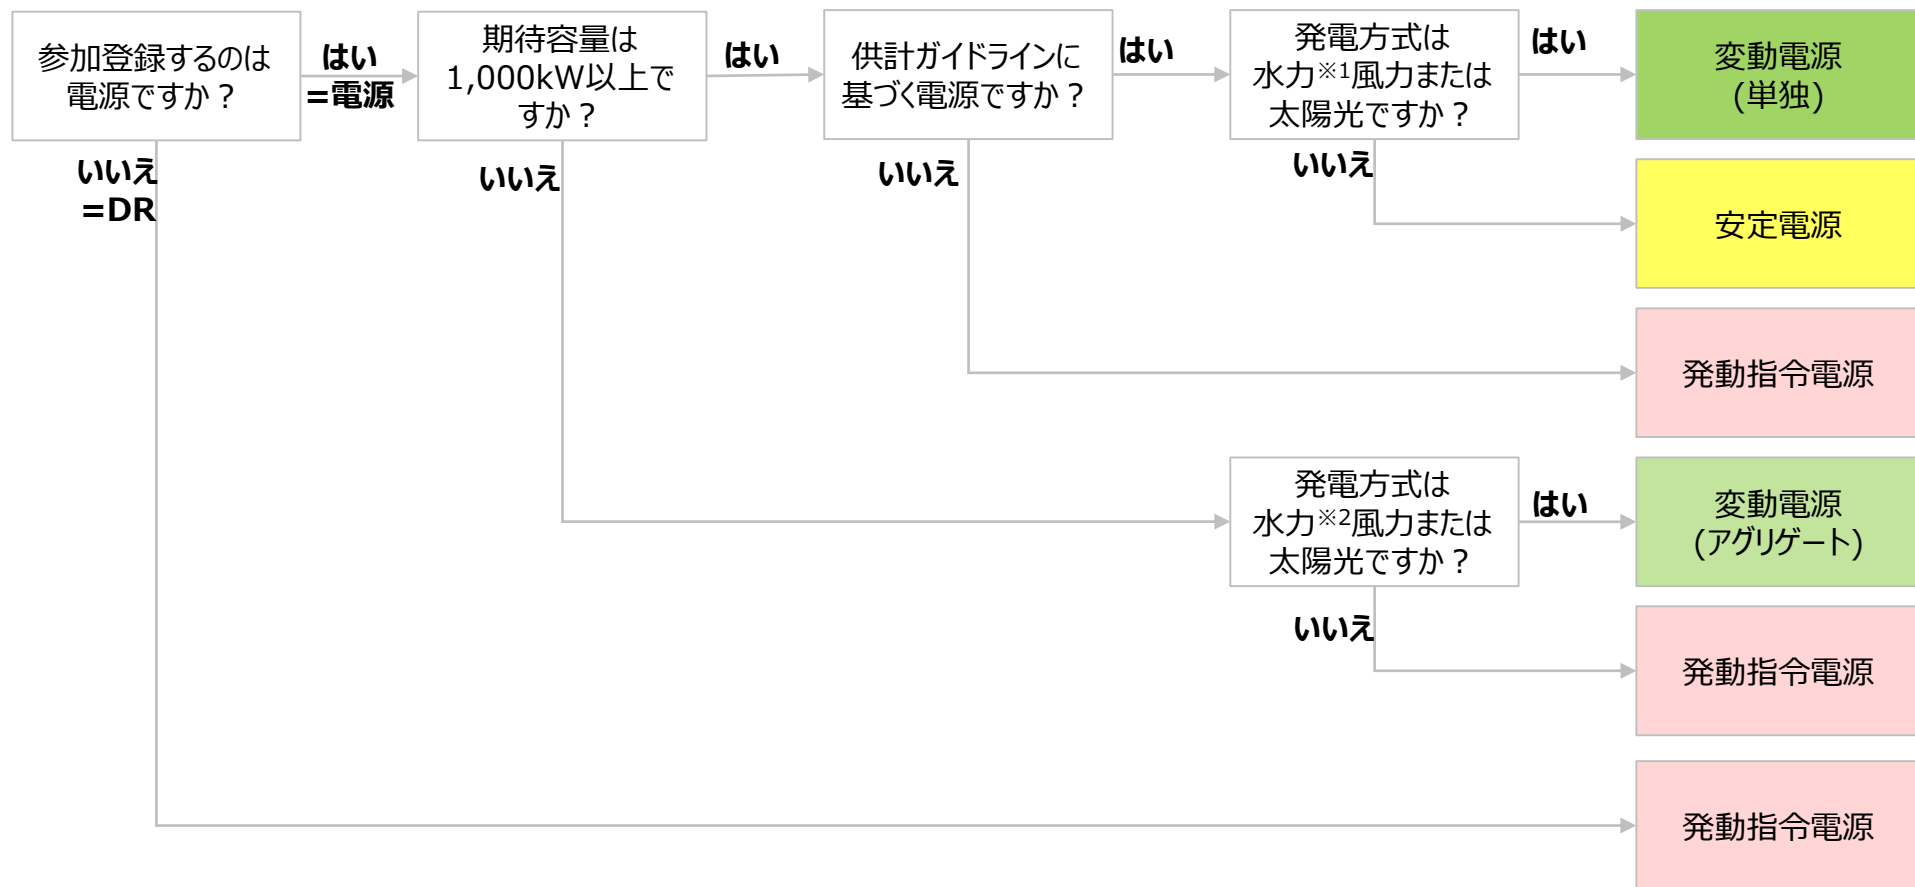 参加登録するのは
電源ですか？
はい
=電源
期待容量は
1,000kW以上で
すか？
はい
供計ガイドラインに
基づく電源ですか？
はい
発電方式は
水力※1風力または
太陽光ですか？
はい
変動電源
(単独)
いいえ
=DR
いいえ
いいえ
いいえ
安定電源
発動指令電源
発電方式は
水力※2風力または
太陽光ですか？
はい
変動電源
(アグリゲート)
いいえ
発動指令電源
発動指令電源